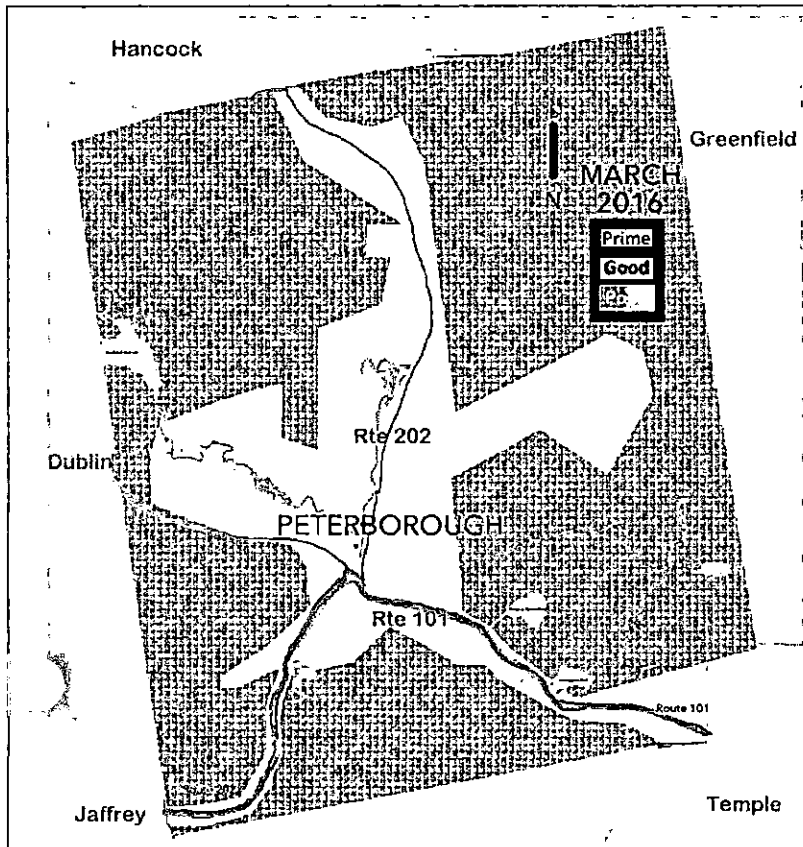 Hancock
Greenfield
MARCH
2016
N
Prime
Good
Rte 202
Dublin
PETERBOROUGH
Rte 101
Route 101
Jaffrey
Temple